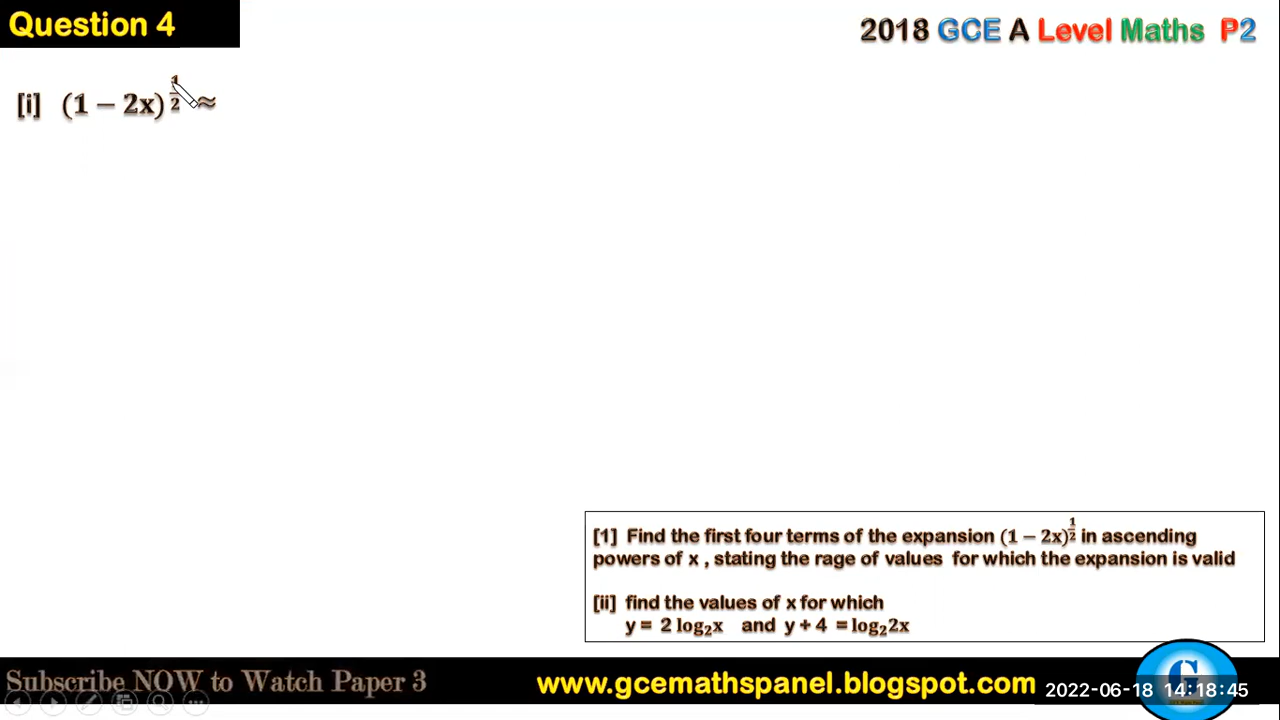 Question 4
2018 GCE A Level Maths P2
[i] (1 − 2x)^(1/2) ≈
[1] Find the first four terms of the expansion (1 − 2x)^(1/2) in ascending
powers of x , stating the rage of values for which the expansion is valid
[ii] find the values of x for which
y = 2 log₂x and y + 4 = log₂2x
Subscribe NOW to Watch Paper 3
www.gcemathspanel.blogspot.com
G
2022-06-18 14:18:45